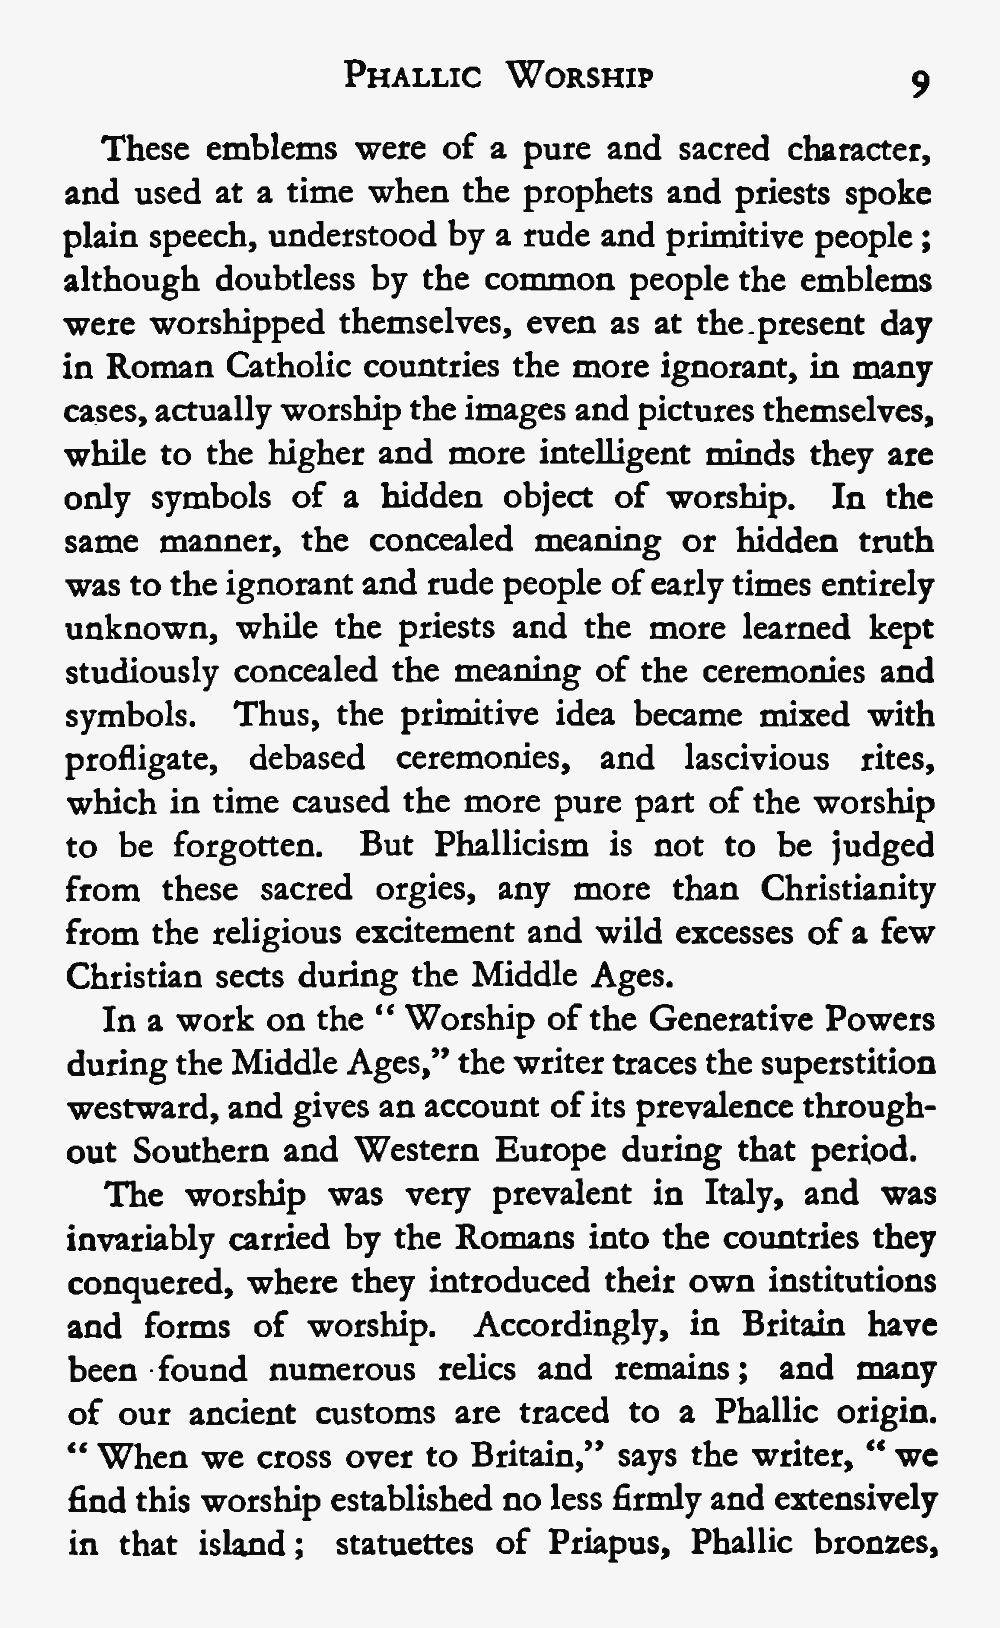 Phallic Worship 9
These emblems were of a pure and sacred character,
and used at a time when the prophets and priests spoke
plain speech, understood by a rude and primitive people ;
although doubtless by the common people the emblems
were worshipped themselves, even as at the present day
in Roman Catholic countries the more ignorant, in many
cases, actually worship the images and pictures themselves,
while to the higher and more intelligent minds they are
only symbols of a hidden object of worship. In the
same manner, the concealed meaning or hidden truth
was to the ignorant and rude people of early times entirely
unknown, while the priests and the more learned kept
studiously concealed the meaning of the ceremonies and
symbols. Thus, the primitive idea became mixed with
profligate, debased ceremonies, and lascivious rites,
which in time caused the more pure part of the worship
to be forgotten. But Phallicism is not to be judged
from these sacred orgies, any more than Christianity
from the religious excitement and wild excesses of a few
Christian sects during the Middle Ages.
In a work on the “ Worship of the Generative Powers
during the Middle Ages,” the writer traces the superstition
westward, and gives an account of its prevalence through-
out Southern and Western Europe during that period.
The worship was very prevalent in Italy, and was
invariably carried by the Romans into the countries they
conquered, where they introduced their own institutions
and forms of worship. Accordingly, in Britain have
been found numerous relics and remains ; and many
of our ancient customs are traced to a Phallic origin.
“ When we cross over to Britain,” says the writer, “ we
find this worship established no less firmly and extensively
in that island ; statuettes of Priapus, Phallic bronzes,